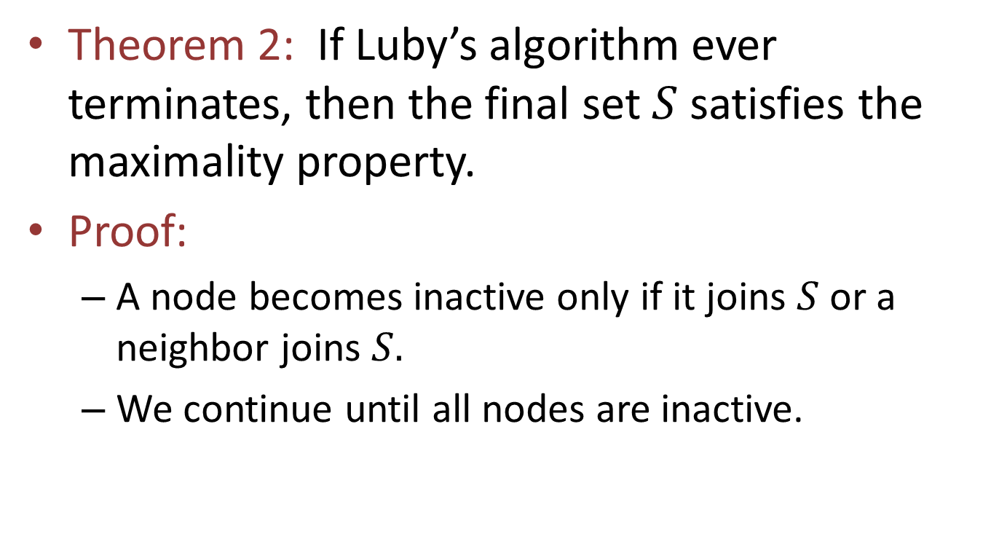 • Theorem 2: If Luby’s algorithm ever
terminates, then the final set 𝑆 satisfies the
maximality property.
• Proof:
– A node becomes inactive only if it joins 𝑆 or a
neighbor joins 𝑆.
– We continue until all nodes are inactive.